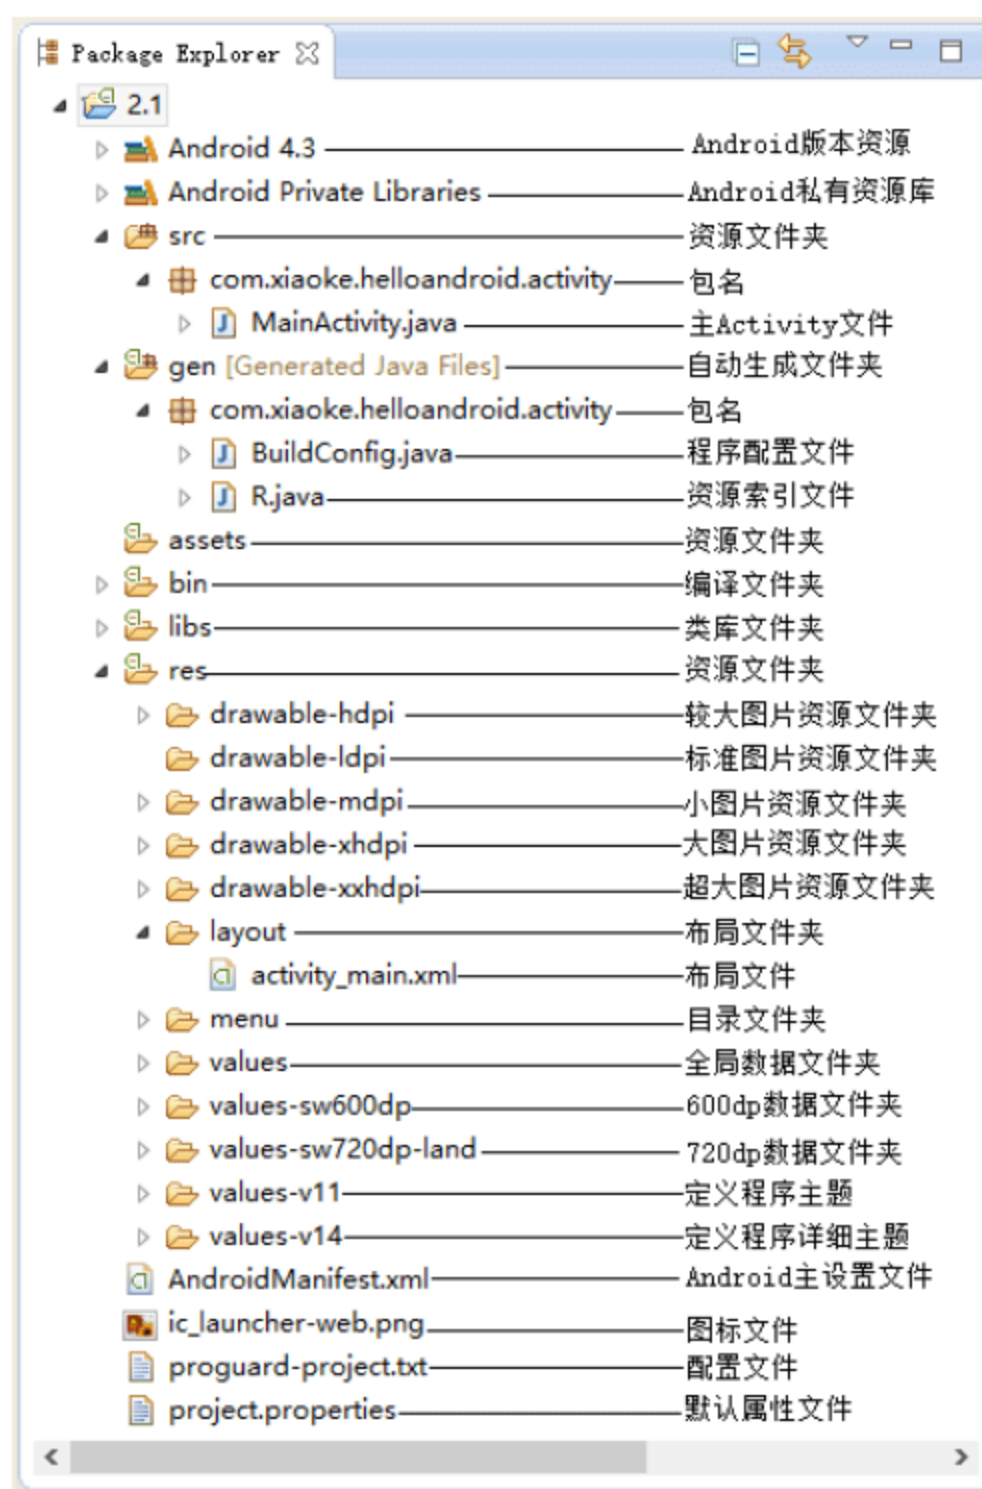 Package Explorer
2.1
Android 4.3 Android版本资源
Android Private Libraries Android私有资源库
src 资源文件夹
com.xiaoke.helloandroid.activity 包名
MainActivity.java 主Activity文件
gen [Generated Java Files] 自动生成文件夹
com.xiaoke.helloandroid.activity 包名
BuildConfig.java 程序配置文件
R.java 资源索引文件
assets 资源文件夹
bin 编译文件夹
libs 类库文件夹
res 资源文件夹
drawable-hdpi 较大图片资源文件夹
drawable-ldpi 标准图片资源文件夹
drawable-mdpi 小图片资源文件夹
drawable-xhdpi 大图片资源文件夹
drawable-xxhdpi 超大图片资源文件夹
layout 布局文件夹
activity_main.xml 布局文件
menu 目录文件夹
values 全局数据文件夹
values-sw600dp 600dp数据文件夹
values-sw720dp-land 720dp数据文件夹
values-v11 定义程序主题
values-v14 定义程序详细主题
AndroidManifest.xml Android主设置文件
ic_launcher-web.png 图标文件
proguard-project.txt 配置文件
project.properties 默认属性文件